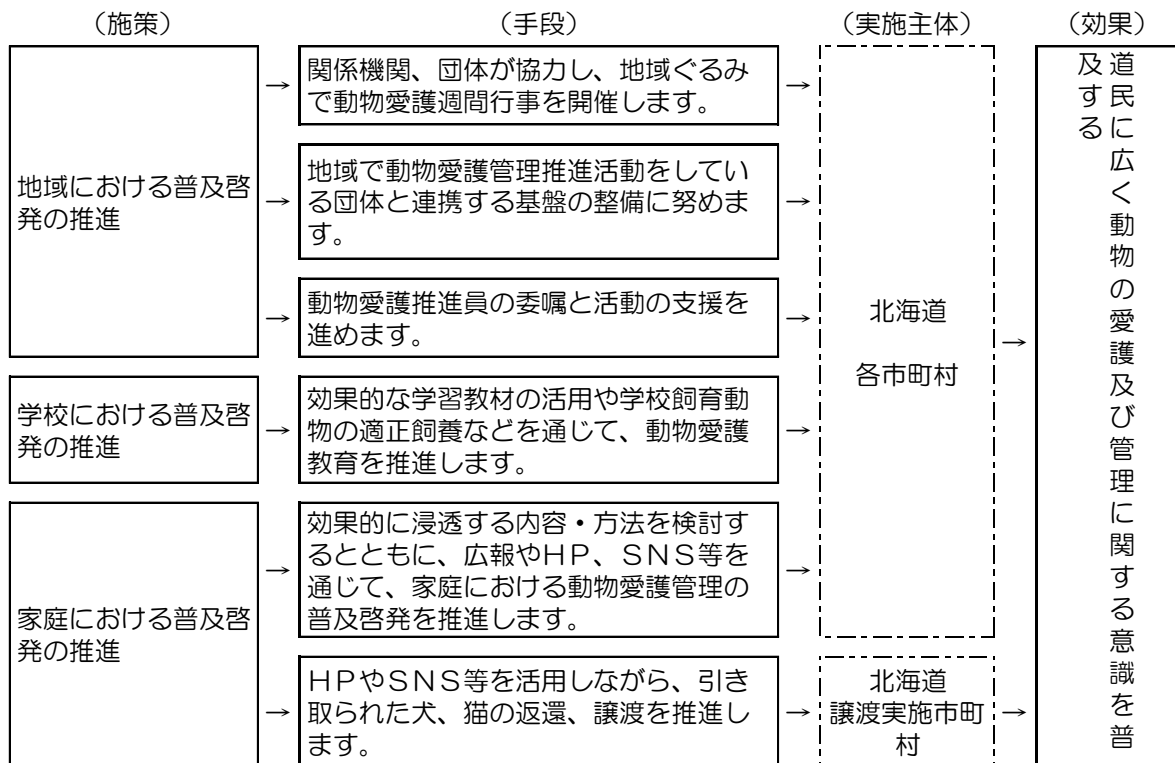 （施策）
（手段）
（実施主体）
（効果）
地域における普及啓
発の推進
→
関係機関、団体が協力し、地域ぐるみ
で動物愛護週間行事を開催します。
→
→
地域で動物愛護管理推進活動をしてい
る団体と連携する基盤の整備に努めま
す。
→
→
動物愛護推進員の委嘱と活動の支援を
進めます。
→
学校における普及啓
発の推進
→
効果的な学習教材の活用や学校飼育動
物の適正飼養などを通じて、動物愛護
教育を推進します。
→
家庭における普及啓
発の推進
→
効果的に浸透する内容・方法を検討す
るとともに、広報やＨＰ、ＳＮＳ等を
通じて、家庭における動物愛護管理の
普及啓発を推進します。
→
→
ＨＰやＳＮＳ等を活用しながら、引き
取られた犬、猫の返還、譲渡を推進し
ます。
→
北海道
各市町村
→
北海道
譲渡実施市町
村
→
道民に広く動物の愛護及び管理に関する意識を普
及する